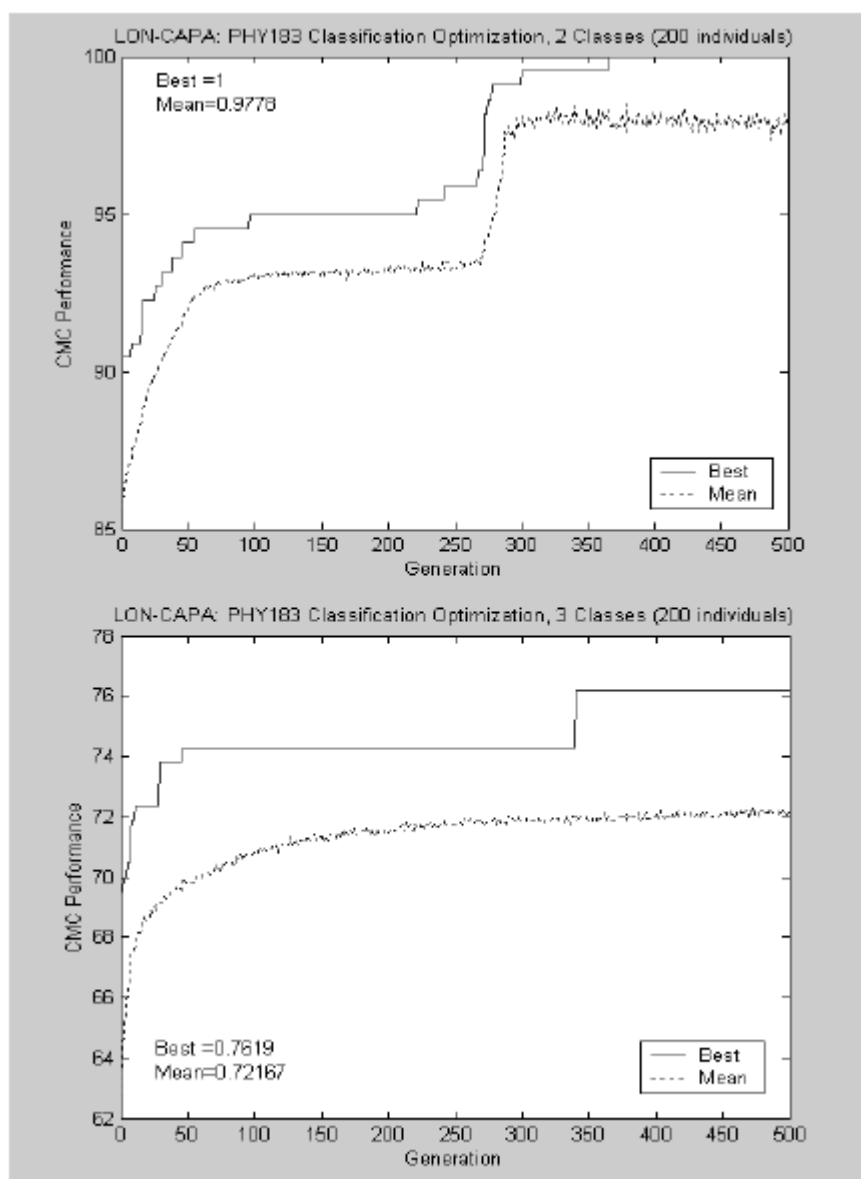 LON-CAPA: PHY183 Classification Optimization, 2 Classes (200 individuals)
100
Best =1
Mean=0.9778
95
CMC Performance
90
Best
Mean
85
0 50 100 150 200 250 300 350 400 450 500
Generation
LON-CAPA: PHY183 Classification Optimization, 3 Classes (200 individuals)
78
76
74
72
CMC Performance
70
68
66
64
Best =0.7619
Mean=0.72167
Best
Mean
62
0 50 100 150 200 250 300 350 400 450 500
Generation